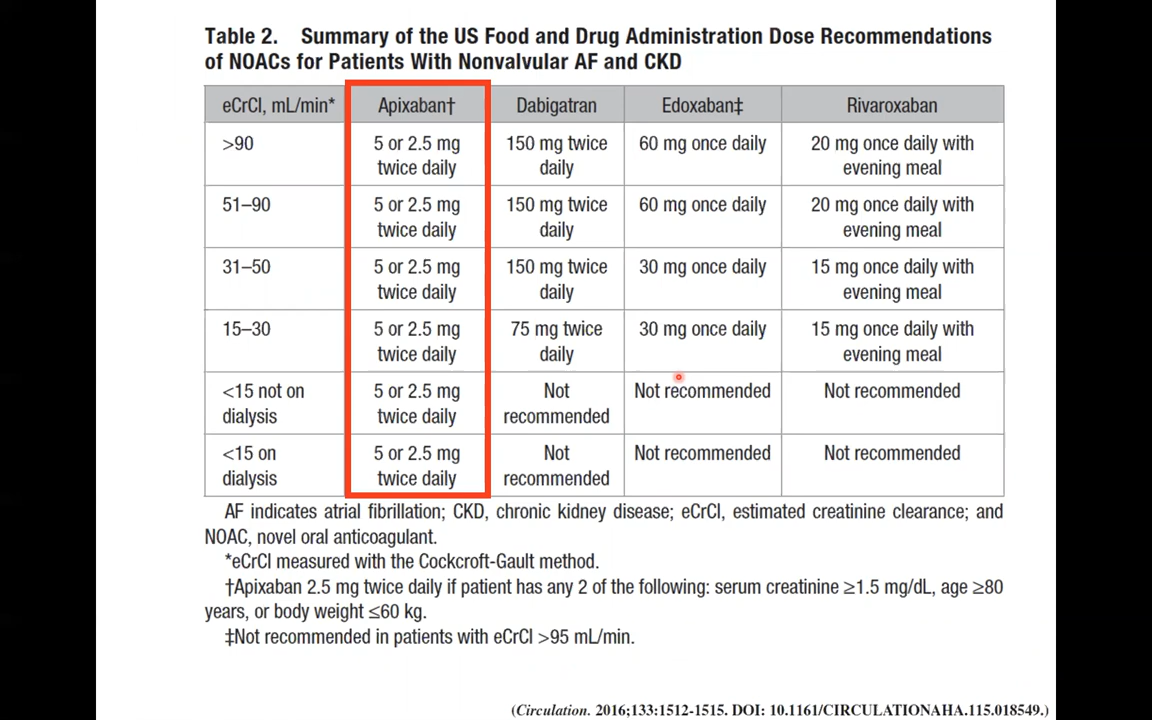 Table 2. Summary of the US Food and Drug Administration Dose Recommendations
of NOACs for Patients With Nonvalvular AF and CKD
eCrCl, mL/min* Apixaban† Dabigatran Edoxaban‡ Rivaroxaban
>90 5 or 2.5 mg twice daily 150 mg twice daily 60 mg once daily 20 mg once daily with evening meal
51–90 5 or 2.5 mg twice daily 150 mg twice daily 60 mg once daily 20 mg once daily with evening meal
31–50 5 or 2.5 mg twice daily 150 mg twice daily 30 mg once daily 15 mg once daily with evening meal
15–30 5 or 2.5 mg twice daily 75 mg twice daily 30 mg once daily 15 mg once daily with evening meal
<15 not on dialysis 5 or 2.5 mg twice daily Not recommended Not recommended Not recommended
<15 on dialysis 5 or 2.5 mg twice daily Not recommended Not recommended Not recommended
AF indicates atrial fibrillation; CKD, chronic kidney disease; eCrCl, estimated creatinine clearance; and
NOAC, novel oral anticoagulant.
*eCrCl measured with the Cockcroft-Gault method.
†Apixaban 2.5 mg twice daily if patient has any 2 of the following: serum creatinine ≥1.5 mg/dL, age ≥80
years, or body weight ≤60 kg.
‡Not recommended in patients with eCrCl >95 mL/min.
(Circulation. 2016;133:1512-1515. DOI: 10.1161/CIRCULATIONAHA.115.018549.)